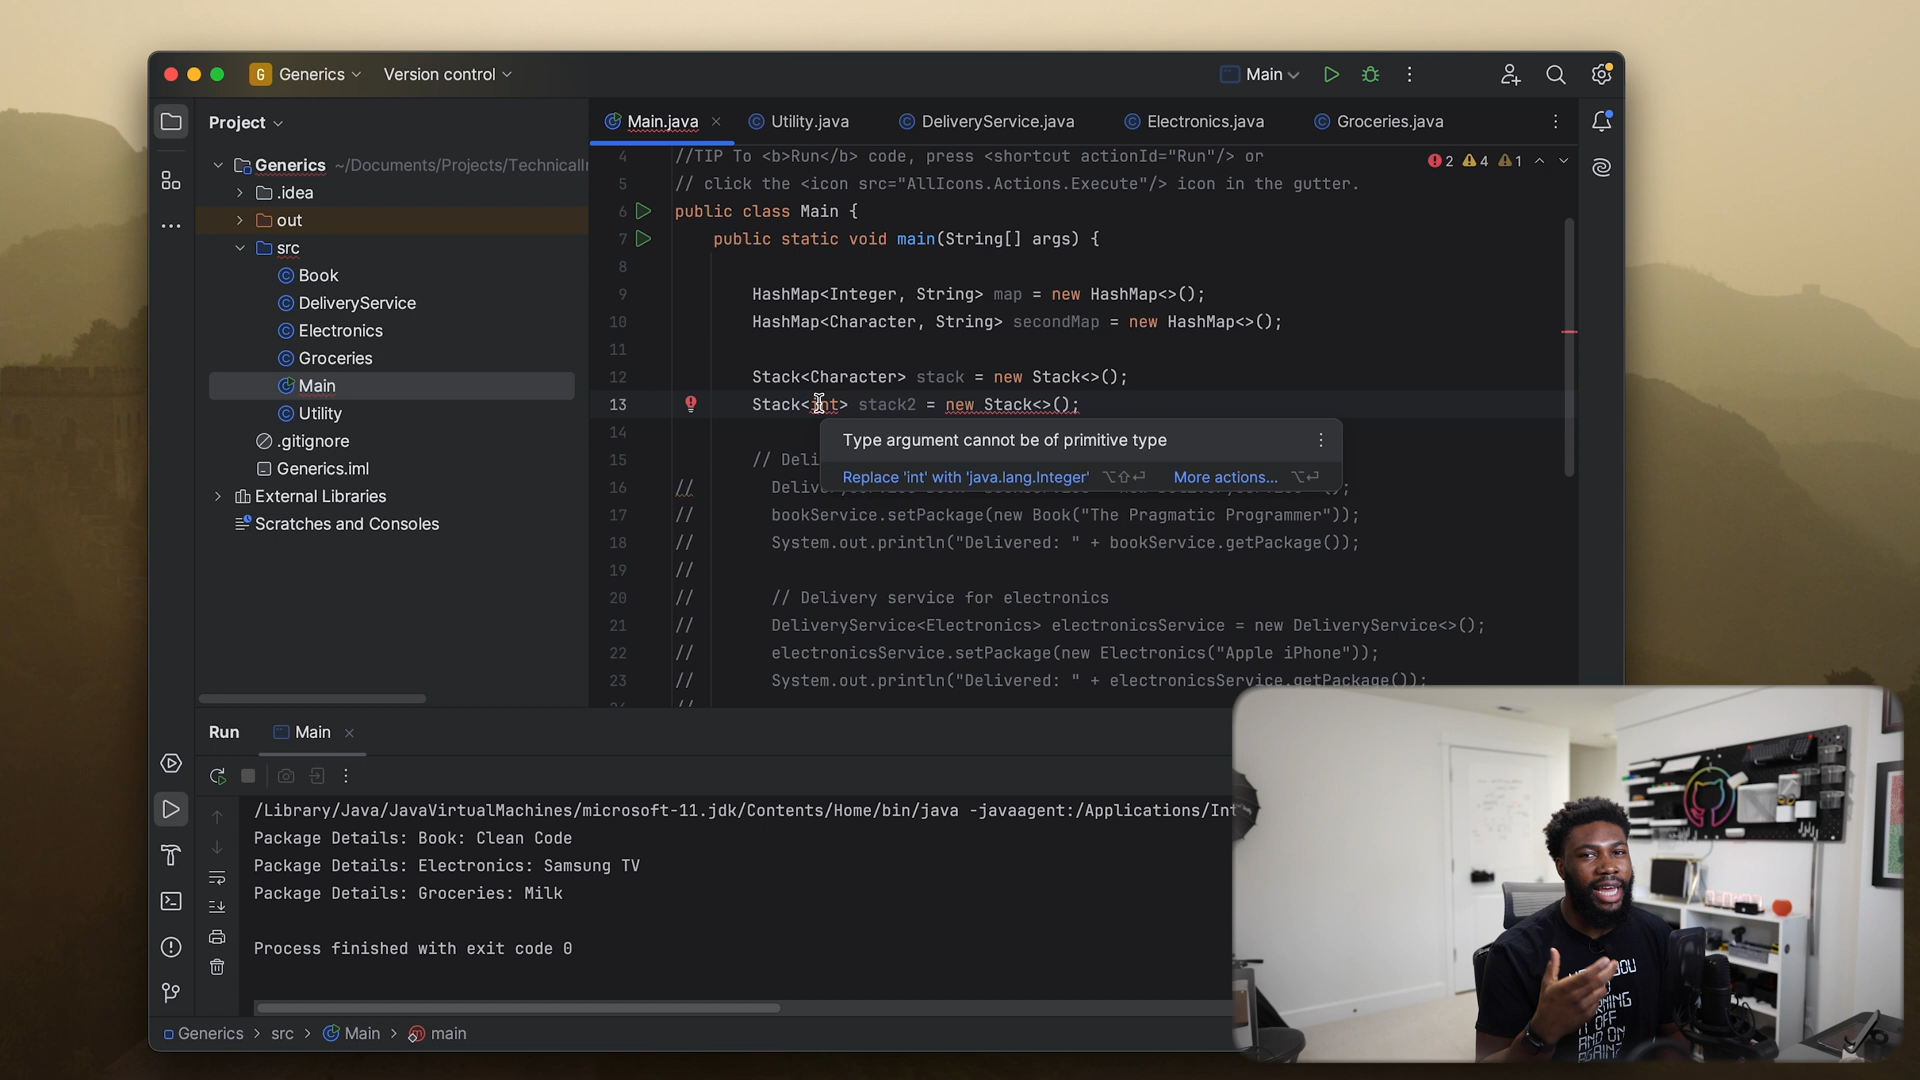 G Generics
Version control
Main
Project
Main.java
Utility.java
DeliveryService.java
Electronics.java
Groceries.java
Generics ~/Documents/Projects/TechnicalI
.idea
out
src
Book
DeliveryService
Electronics
Groceries
Main
Utility
.gitignore
Generics.iml
External Libraries
Scratches and Consoles
2 4 1
4 //TIP To <b>Run</b> code, press <shortcut actionId="Run"/> or
5 // click the <icon src="AllIcons.Actions.Execute"/> icon in the gutter.
6 public class Main {
7 public static void main(String[] args) {
8
9 HashMap<Integer, String> map = new HashMap<>();
10 HashMap<Character, String> secondMap = new HashMap<>();
11
12 Stack<Character> stack = new Stack<>();
13 Stack<int> stack2 = new Stack<>();
14
Type argument cannot be of primitive type
15 // Deli
Replace 'int' with 'java.lang.Integer' ⌥⇧⏎ More actions... ⌥⏎
16 //
17 // bookService.setPackage(new Book("The Pragmatic Programmer"));
18 // System.out.println("Delivered: " + bookService.getPackage());
19 //
20 // // Delivery service for electronics
21 // DeliveryService<Electronics> electronicsService = new DeliveryService<>();
22 // electronicsService.setPackage(new Electronics("Apple iPhone"));
23 // System.out.println("Delivered: " + electronicsService.getPackage());
Run
Main
/Library/Java/JavaVirtualMachines/microsoft-11.jdk/Contents/Home/bin/java -javaagent:/Applications/Int
Package Details: Book: Clean Code
Package Details: Electronics: Samsung TV
Package Details: Groceries: Milk
Process finished with exit code 0
Generics > src > Main > main
OFF
AND ON
AGAIN